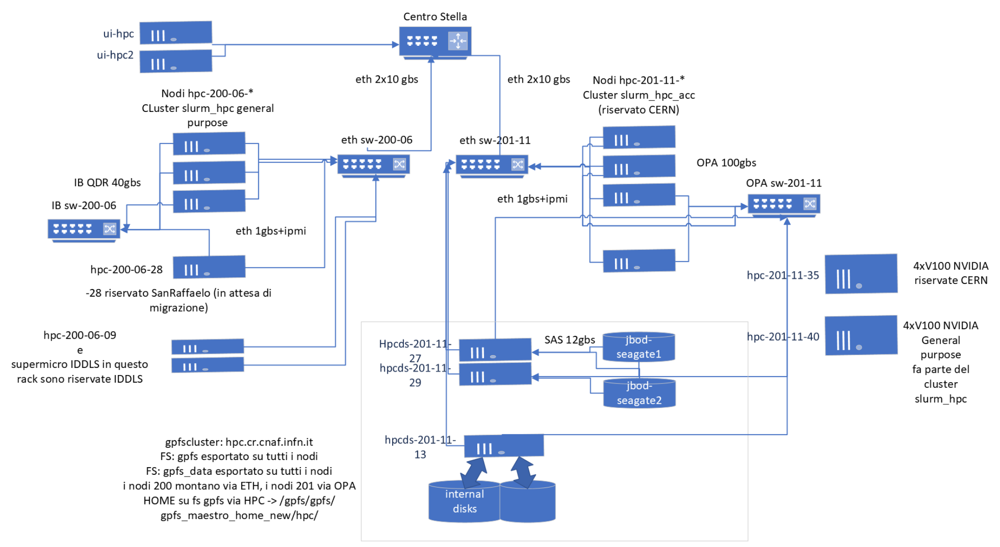 Centro Stella
ui-hpc
ui-hpc2
eth 2x10 gbs
eth 2x10 gbs
Nodi hpc-200-06-*
CLuster slurm_hpc general
purpose
Nodi hpc-201-11-*
Cluster slurm_hpc_acc
(riservato CERN)
eth sw-200-06
eth sw-201-11
OPA 100gbs
OPA sw-201-11
IB QDR 40gbs
IB sw-200-06
eth 1gbs+ipmi
eth 1gbs+ipmi
hpc-200-06-28
-28 riservato SanRaffaelo (in attesa di
migrazione)
hpc-201-11-35
4xV100 NVIDIA
riservate CERN
hpc-200-06-09
e
supermicro IDDLS in questo
rack sono riservate IDDLS
Hpcds-201-11-
27
hpcds-201-11-
29
SAS 12gbs
jbod-
seagate1
jbod-
seagate2
hpc-201-11-40
4xV100 NVIDIA
General
purpose
fa parte del
cluster
slurm_hpc
hpcds-201-11-
13
internal
disks
gpfscluster: hpc.cr.cnaf.infn.it
FS: gpfs esportato su tutti i nodi
FS: gpfs_data esportato su tutti i nodi
i nodi 200 montano via ETH, i nodi 201 via OPA
HOME su fs gpfs via HPC -> /gpfs/gpfs/
gpfs_maestro_home_new/hpc/